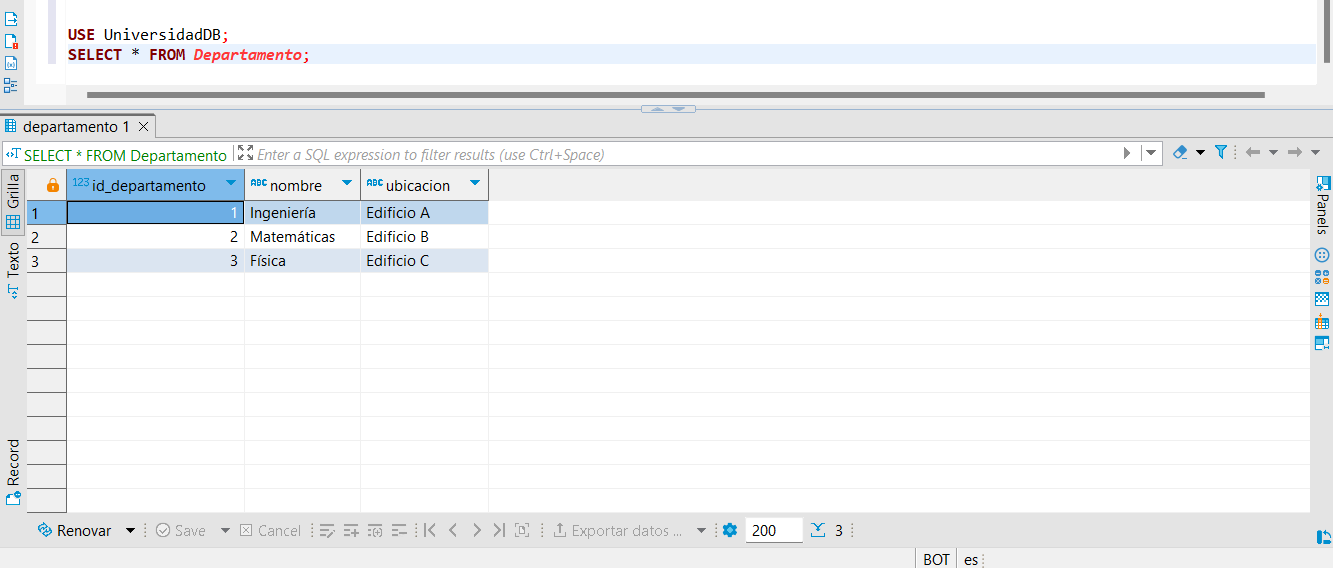 USE UniversidadDB;
SELECT * FROM Departamento;
departamento 1
SELECT * FROM Departamento Enter a SQL expression to filter results (use Ctrl+Space)
Grilla
Texto
Record
123 id_departamento ABC nombre ABC ubicacion
1 1 Ingeniería Edificio A
2 2 Matemáticas Edificio B
3 3 Física Edificio C
Panels
Renovar Save Cancel Exportar datos ... 200 3
BOT es